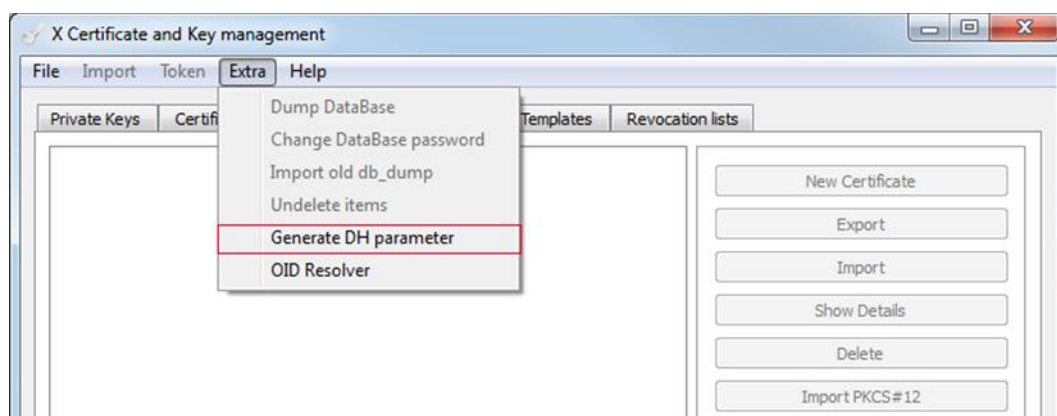 X Certificate and Key management
File Import Token Extra Help
Private Keys Certifi Templates Revocation lists
Dump DataBase
Change DataBase password
Import old db_dump
Undelete items
Generate DH parameter
OID Resolver
New Certificate
Export
Import
Show Details
Delete
Import PKCS#12